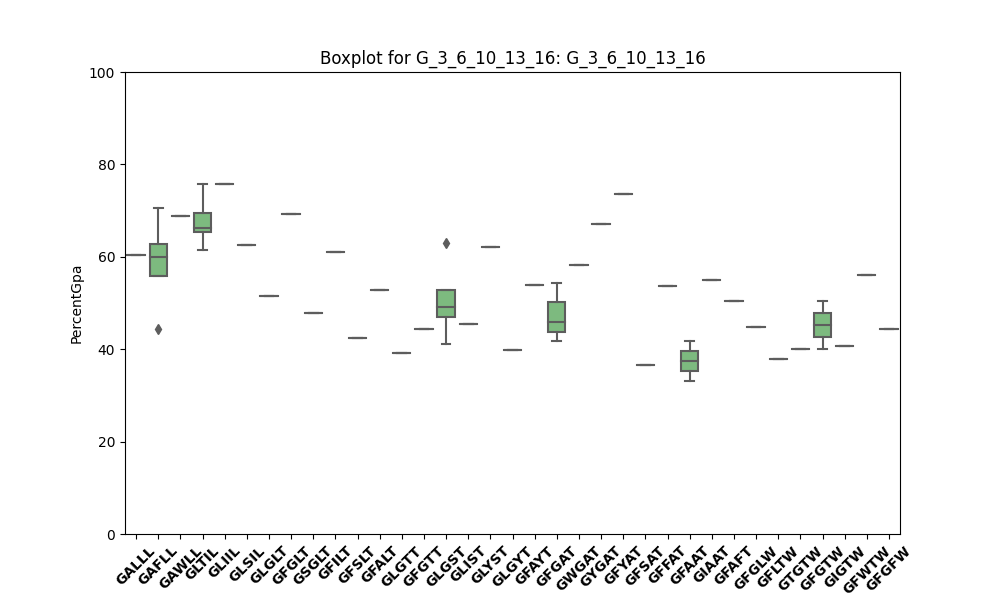 Boxplot for G_3_6_10_13_16: G_3_6_10_13_16
PercentGpa
100
80
60
40
20
0
GALLL
GAFLL
GAWLL
GLTIL
GLIIL
GLSIL
GLGLT
GFGLT
GSGLT
GFILT
GFSLT
GFALT
GLGTT
GFGTT
GLGST
GLIST
GLYST
GLGYT
GFAYT
GFGAT
GWGAT
GYGAT
GFYAT
GFSAT
GFFAT
GFAAT
GIAAT
GFAFT
GFGLW
GFLTW
GTGTW
GFGTW
GIGTW
GFWTW
GFGFW